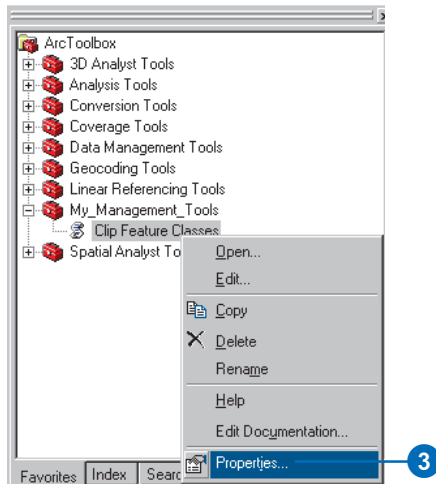 ArcToolbox
3D Analyst Tools
Analysis Tools
Conversion Tools
Coverage Tools
Data Management Tools
Geocoding Tools
Linear Referencing Tools
My_Management_Tools
Clip Feature Classes
Spatial Analyst To
Open...
Edit...
Copy
Delete
Rename
Help
Edit Documentation...
Properties...
3
Favorites
Index
Searc